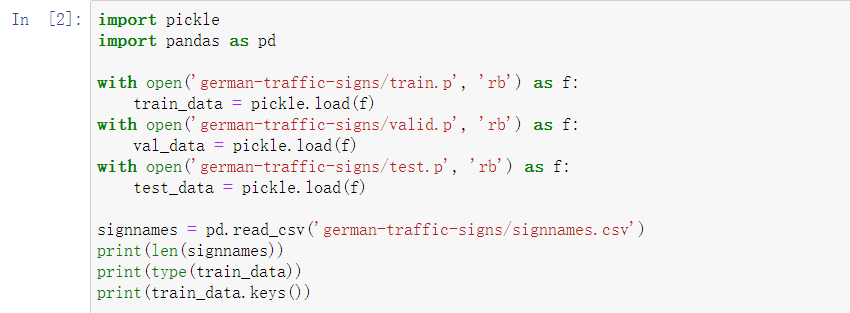 In [2]: import pickle
import pandas as pd
with open('german-traffic-signs/train.p', 'rb') as f:
    train_data = pickle.load(f)
with open('german-traffic-signs/valid.p', 'rb') as f:
    val_data = pickle.load(f)
with open('german-traffic-signs/test.p', 'rb') as f:
    test_data = pickle.load(f)
signnames = pd.read_csv('german-traffic-signs/signnames.csv')
print(len(signnames))
print(type(train_data))
print(train_data.keys())